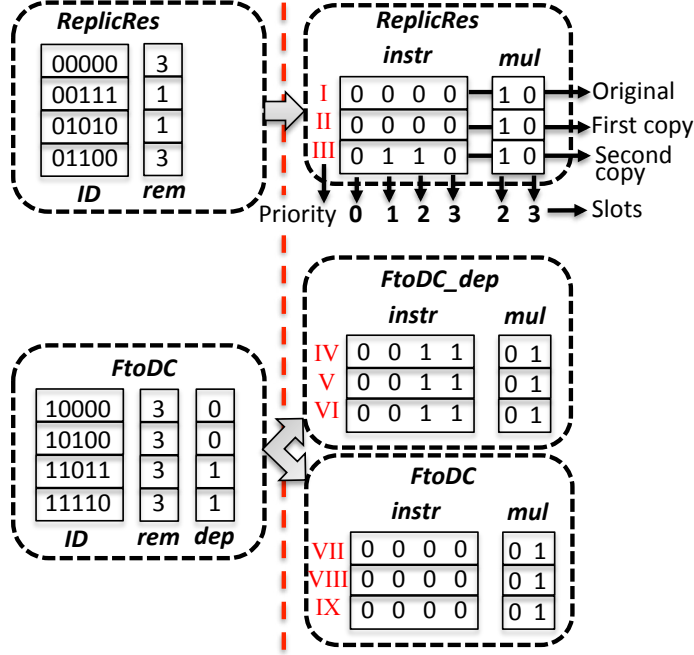 ReplicRes
00000 3
00111 1
01010 1
01100 3
ID rem
ReplicRes
instr mul
I 0 0 0 0 1 0 Original
II 0 0 0 0 1 0 First copy
III 0 1 1 0 1 0 Second
copy
Priority 0 1 2 3 2 3 Slots
FtoDC_dep
instr mul
IV 0 0 1 1 0 1
V 0 0 1 1 0 1
VI 0 0 1 1 0 1
FtoDC
10000 3 0
10100 3 0
11011 3 1
11110 3 1
ID rem dep
FtoDC
instr mul
VII 0 0 0 0 0 1
VIII 0 0 0 0 0 1
IX 0 0 0 0 0 1